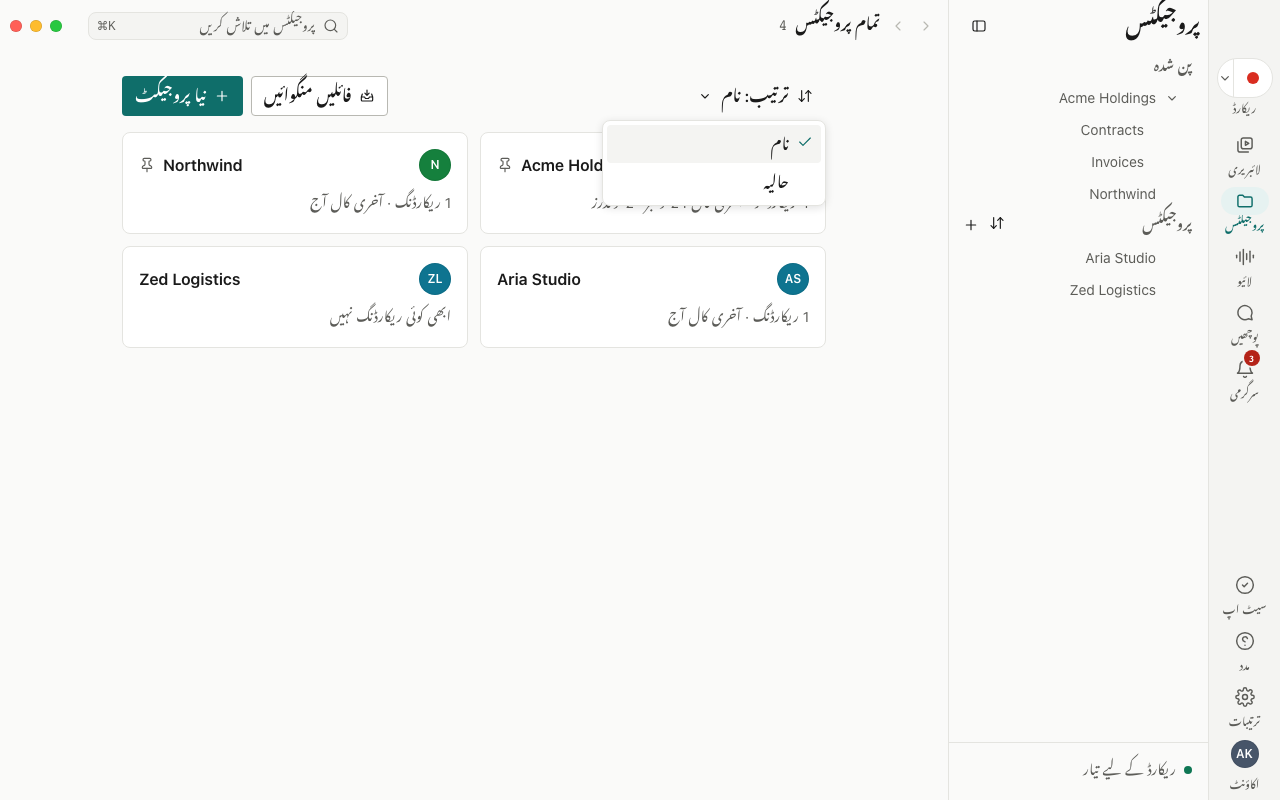 پروجیکٹس
تمام پروجیکٹس 4
پروجیکٹس میں تلاش کریں
⌘K
ریکارڈ
لائبریری
پروجیکٹس
لائیو
پوچھیں
3
سرگرمی
سیٹ اپ
مدد
ترتیبات
AK
اکاؤنٹ
پن شدہ
Acme Holdings
Contracts
Invoices
Northwind
پروجیکٹس
Aria Studio
Zed Logistics
ریکارڈ کے لیے تیار
ترتیب: نام
فائلیں منگوائیں
نیا پروجیکٹ
نام
حالیہ
Acme Hold
N
Northwind
1 ریکارڈنگ · آخری کال آج
AS
Aria Studio
1 ریکارڈنگ · آخری کال آج
ZL
Zed Logistics
ابھی کوئی ریکارڈنگ نہیں